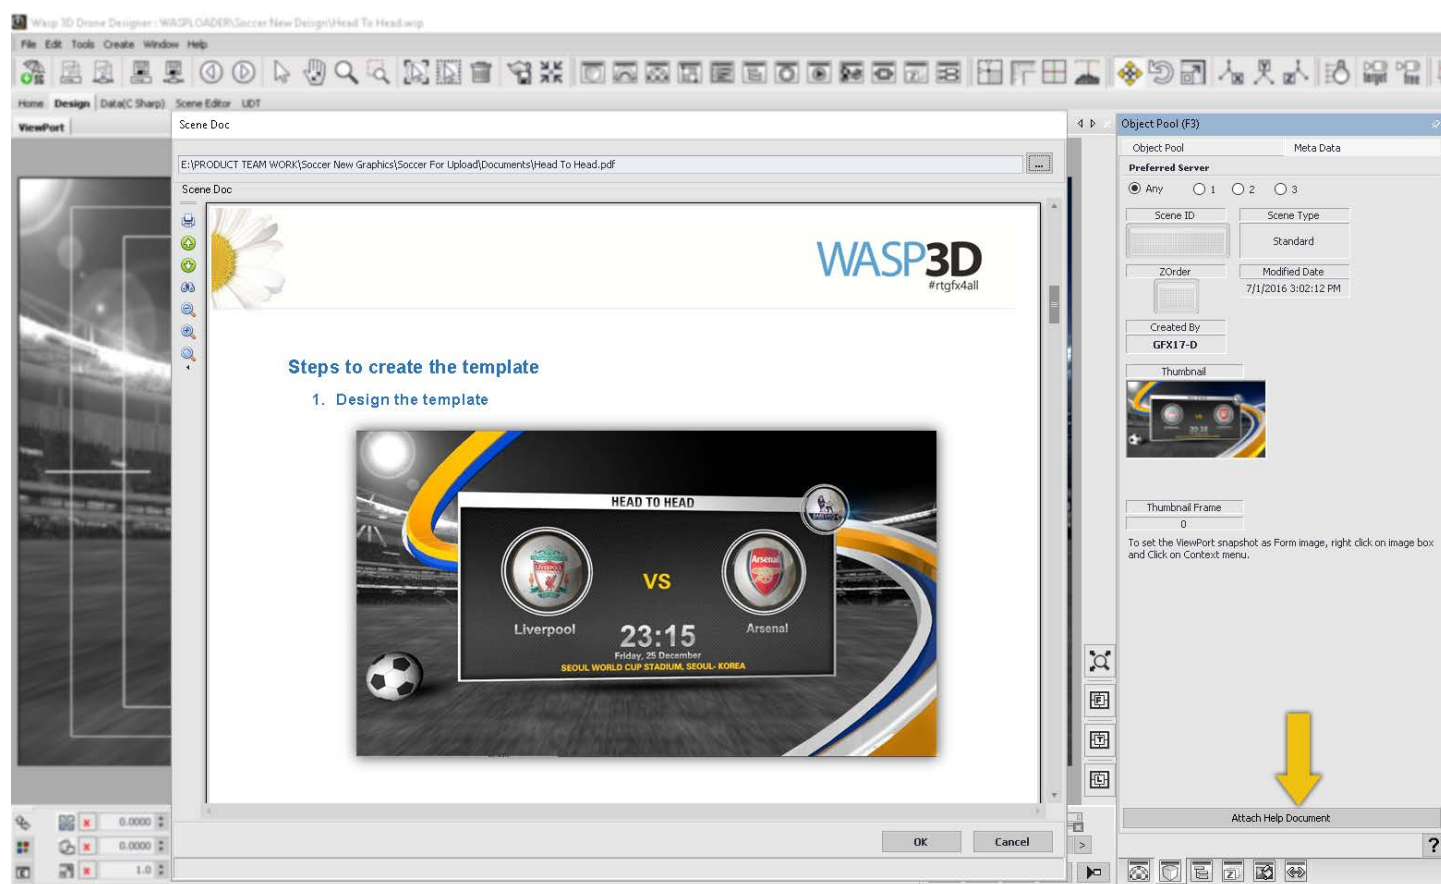 Wasp 3D Drone Designer : WASPLOADER\Soccer New Deisgn\Head To Head.wsp
File Edit Tools Create Window Help
target free
Home Design Data(C Sharp) Scene Editor UDT
ViewPort
Scene Doc
Object Pool (F3)
E:\PRODUCT TEAM WORK\Soccer New Graphics\Soccer For Upload\Documents\Head To Head.pdf
...
Object Pool Meta Data
Preferred Server
Any 1 2 3
Scene Doc
Scene ID Scene Type
Standard
ZOrder Modified Date
7/1/2016 3:02:12 PM
Created By
GFX17-D
Thumbnail
WASP3D
#rtgfx4all
Steps to create the template
1. Design the template
HEAD TO HEAD
LIVERPOOL
Arsenal
VS
Liverpool
Arsenal
23:15
Friday, 25 December
SEOUL WORLD CUP STADIUM, SEOUL- KOREA
Thumbnail Frame
0
To set the ViewPort snapshot as Form image, right click on image box
and Click on Context menu.
F
T
L
Attach Help Document
OK Cancel
0.0000
0.0000
1.0
>
?